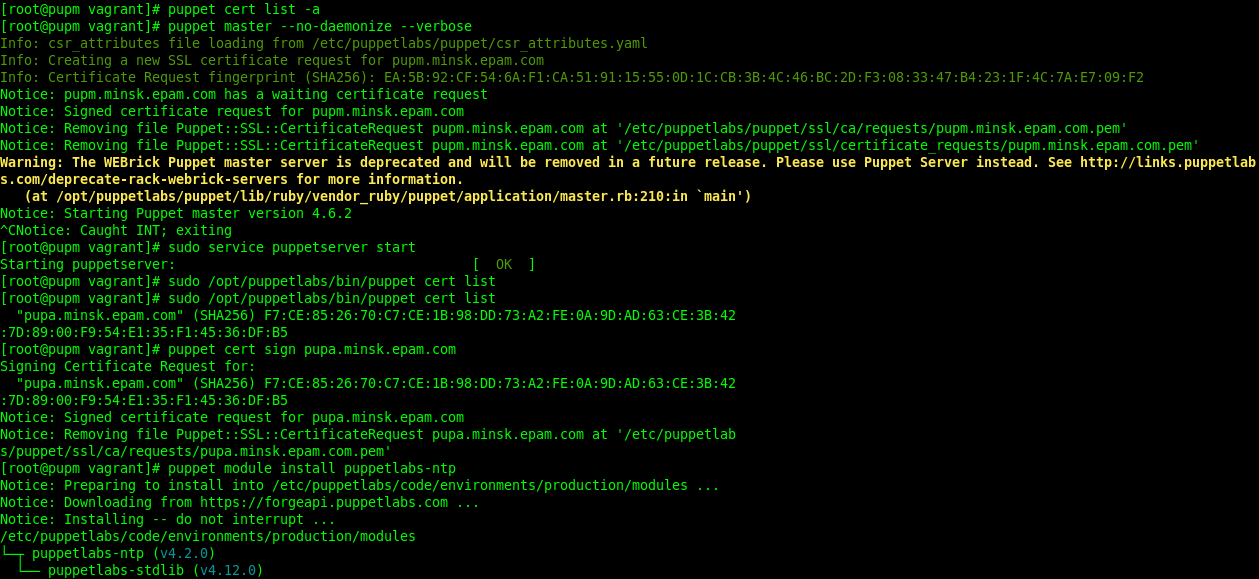 [root@pupm vagrant]# puppet cert list -a
[root@pupm vagrant]# puppet master --no-daemonize --verbose
Info: csr_attributes file loading from /etc/puppetlabs/puppet/csr_attributes.yaml
Info: Creating a new SSL certificate request for pupm.minsk.epam.com
Info: Certificate Request fingerprint (SHA256): EA:5B:92:CF:54:6A:F1:CA:51:91:15:55:0D:1C:CB:3B:4C:46:BC:2D:F3:08:33:47:B4:23:1F:4C:7A:E7:09:F2
Notice: pupm.minsk.epam.com has a waiting certificate request
Notice: Signed certificate request for pupm.minsk.epam.com
Notice: Removing file Puppet::SSL::CertificateRequest pupm.minsk.epam.com at '/etc/puppetlabs/puppet/ssl/ca/requests/pupm.minsk.epam.com.pem'
Notice: Removing file Puppet::SSL::CertificateRequest pupm.minsk.epam.com at '/etc/puppetlabs/puppet/ssl/certificate_requests/pupm.minsk.epam.com.pem'
Warning: The WEBrick Puppet master server is deprecated and will be removed in a future release. Please use Puppet Server instead. See http://links.puppetlab
s.com/deprecate-rack-webrick-servers for more information.
   (at /opt/puppetlabs/puppet/lib/ruby/vendor_ruby/puppet/application/master.rb:210:in `main')
Notice: Starting Puppet master version 4.6.2
^CNotice: Caught INT; exiting
[root@pupm vagrant]# sudo service puppetserver start
Starting puppetserver:                                     [  OK  ]
[root@pupm vagrant]# sudo /opt/puppetlabs/bin/puppet cert list
[root@pupm vagrant]# sudo /opt/puppetlabs/bin/puppet cert list
  "pupa.minsk.epam.com" (SHA256) F7:CE:85:26:70:C7:CE:1B:98:DD:73:A2:FE:0A:9D:AD:63:CE:3B:42
:7D:89:00:F9:54:E1:35:F1:45:36:DF:B5
[root@pupm vagrant]# puppet cert sign pupa.minsk.epam.com
Signing Certificate Request for:
  "pupa.minsk.epam.com" (SHA256) F7:CE:85:26:70:C7:CE:1B:98:DD:73:A2:FE:0A:9D:AD:63:CE:3B:42
:7D:89:00:F9:54:E1:35:F1:45:36:DF:B5
Notice: Signed certificate request for pupa.minsk.epam.com
Notice: Removing file Puppet::SSL::CertificateRequest pupa.minsk.epam.com at '/etc/puppetlab
s/puppet/ssl/ca/requests/pupa.minsk.epam.com.pem'
[root@pupm vagrant]# puppet module install puppetlabs-ntp
Notice: Preparing to install into /etc/puppetlabs/code/environments/production/modules ...
Notice: Downloading from https://forgeapi.puppetlabs.com ...
Notice: Installing -- do not interrupt ...
/etc/puppetlabs/code/environments/production/modules
└─┬ puppetlabs-ntp (v4.2.0)
  └── puppetlabs-stdlib (v4.12.0)